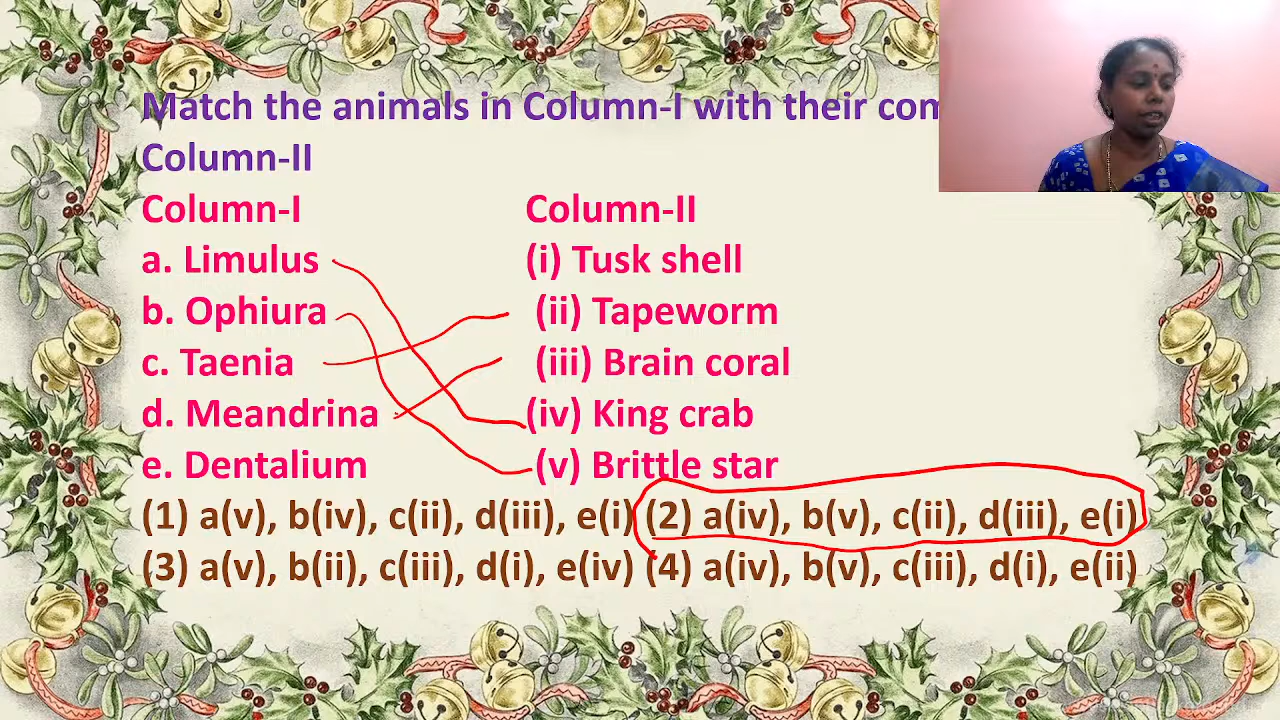 Match the animals in Column-I with their com
Column-II
Column-I Column-II
a. Limulus (i) Tusk shell
b. Ophiura (ii) Tapeworm
c. Taenia (iii) Brain coral
d. Meandrina (iv) King crab
e. Dentalium (v) Brittle star
(1) a(v), b(iv), c(ii), d(iii), e(i) (2) a(iv), b(v), c(ii), d(iii), e(i)
(3) a(v), b(ii), c(iii), d(i), e(iv) (4) a(iv), b(v), c(iii), d(i), e(ii)